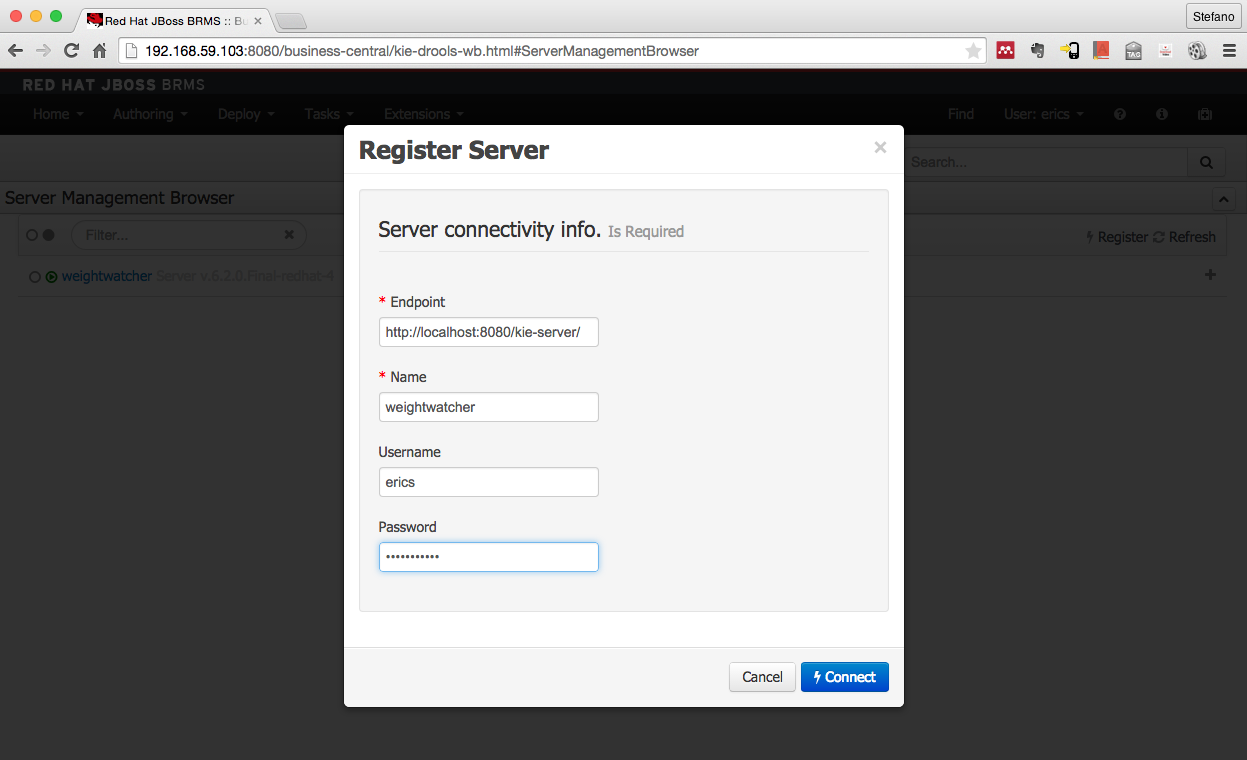 Red Hat JBoss BRMS :: Bu
Stefano
192.168.59.103:8080/business-central/kie-drools-wb.html#ServerManagementBrowser
TAG
RED HAT JBOSS BRMS
Home Authoring Deploy Tasks Extensions Find User: erics
Search...
Server Management Browser
Filter... Register Refresh
weightwatcher Server v.6.2.0.Final-redhat-4
Register Server
Server connectivity info. Is Required
* Endpoint
http://localhost:8080/kie-server/
* Name
weightwatcher
Username
erics
Password
•••••••••••
Cancel Connect